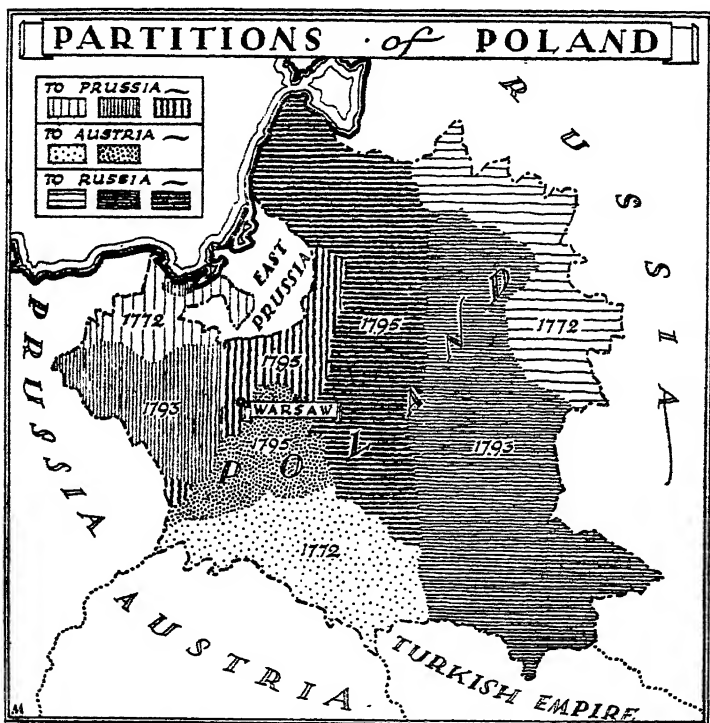 PARTITIONS of POLAND
TO PRUSSIA
TO AUSTRIA
TO RUSSIA
RUSSIA
EAST
PRUSSIA
PRUSSIA
1772
1795
1772
1795
1793
WARSAW
1795
1793
POLAND
1772
AUSTRIA
TURKISH EMPIRE
M